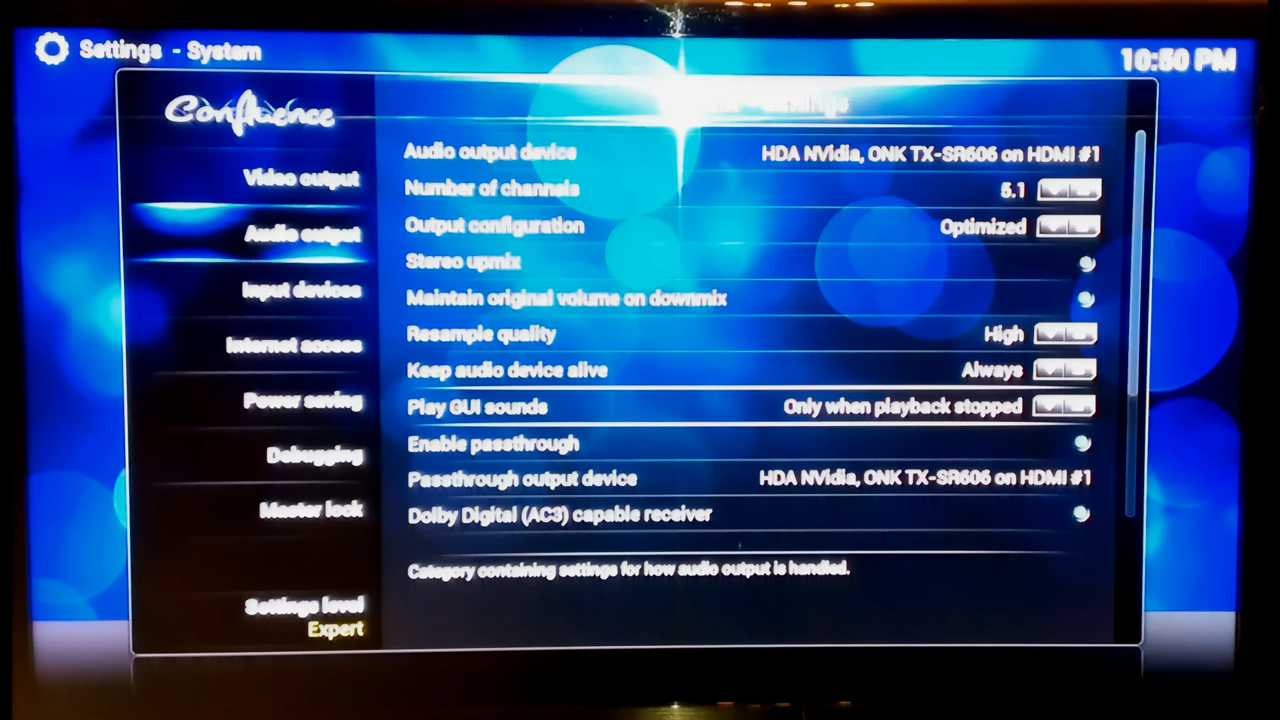 Settings - System
10:50 PM
Confluence
Video output
Audio output
Input devices
Internet access
Power saving
Debugging
Master lock
Settings level
Expert
Audio output device HDA NVidia, ONK TX-SR606 on HDMI #1
Number of channels 5.1
Output configuration Optimized
Stereo upmix
Maintain original volume on downmix
Resample quality High
Keep audio device alive Always
Play GUI sounds Only when playback stopped
Enable passthrough
Passthrough output device HDA NVidia, ONK TX-SR606 on HDMI #1
Dolby Digital (AC3) capable receiver
Category containing settings for how audio output is handled.